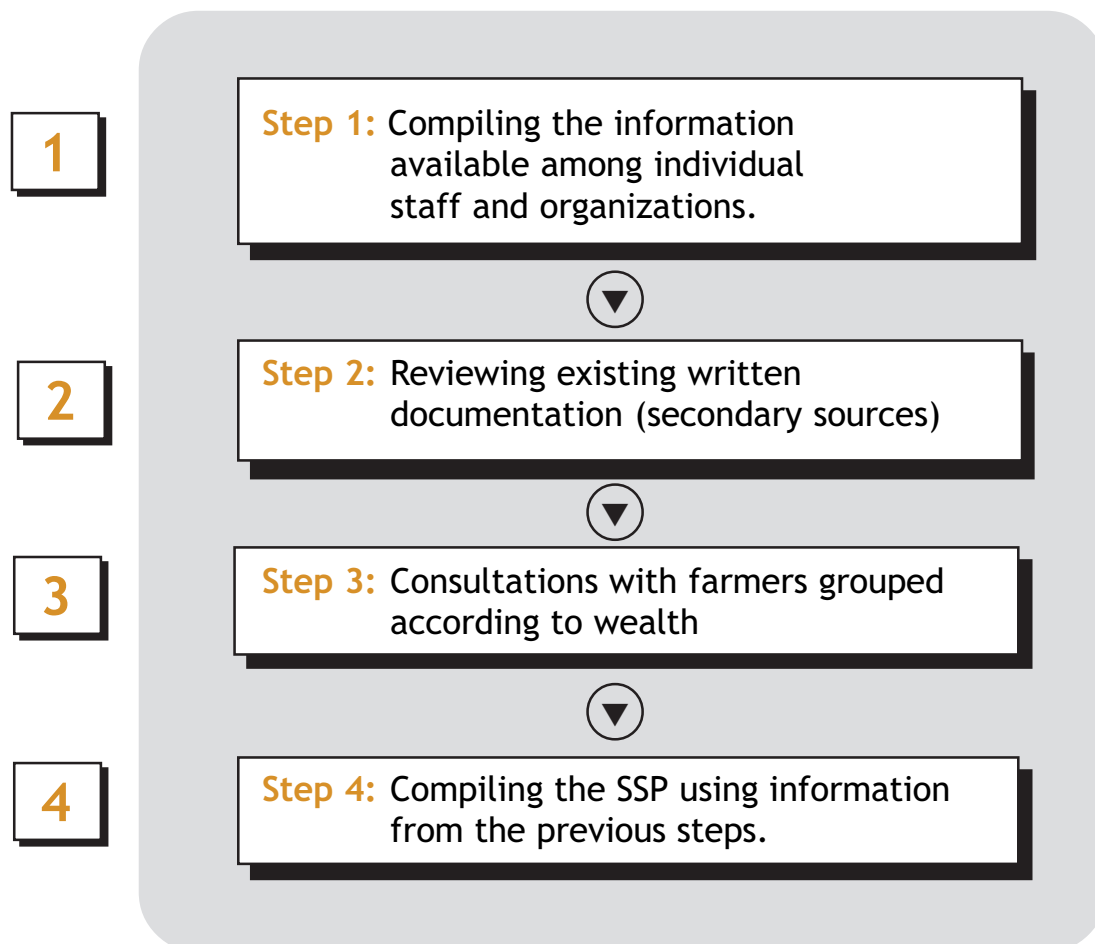 1
Step 1: Compiling the information
available among individual
staff and organizations.
2
Step 2: Reviewing existing written
documentation (secondary sources)
3
Step 3: Consultations with farmers grouped
according to wealth
4
Step 4: Compiling the SSP using information
from the previous steps.